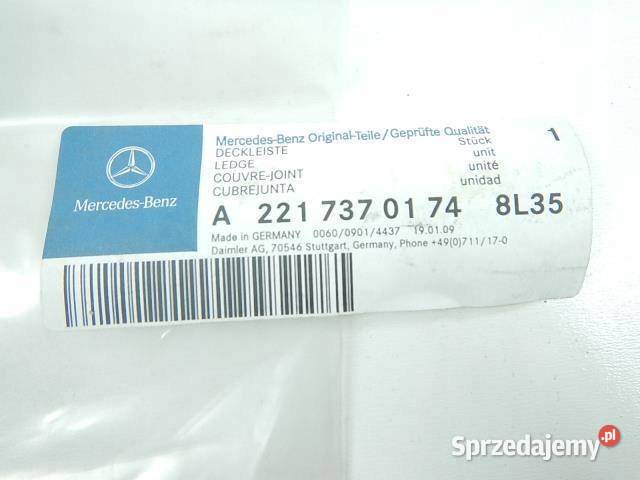 Mercedes-Benz
Mercedes-Benz Original-Teile/Geprüfte Qualität
DECKLEISTE Stück 1
LEDGE unit
COUVRE-JOINT unité
CUBREJUNTA unidad
A 221 737 01 74 8L35
Made in GERMANY 0060/0901/4437 19.01.09
Daimler AG, 70546 Stuttgart, Germany, Phone +49(0)711/17-0
Sprzedajemy.pl